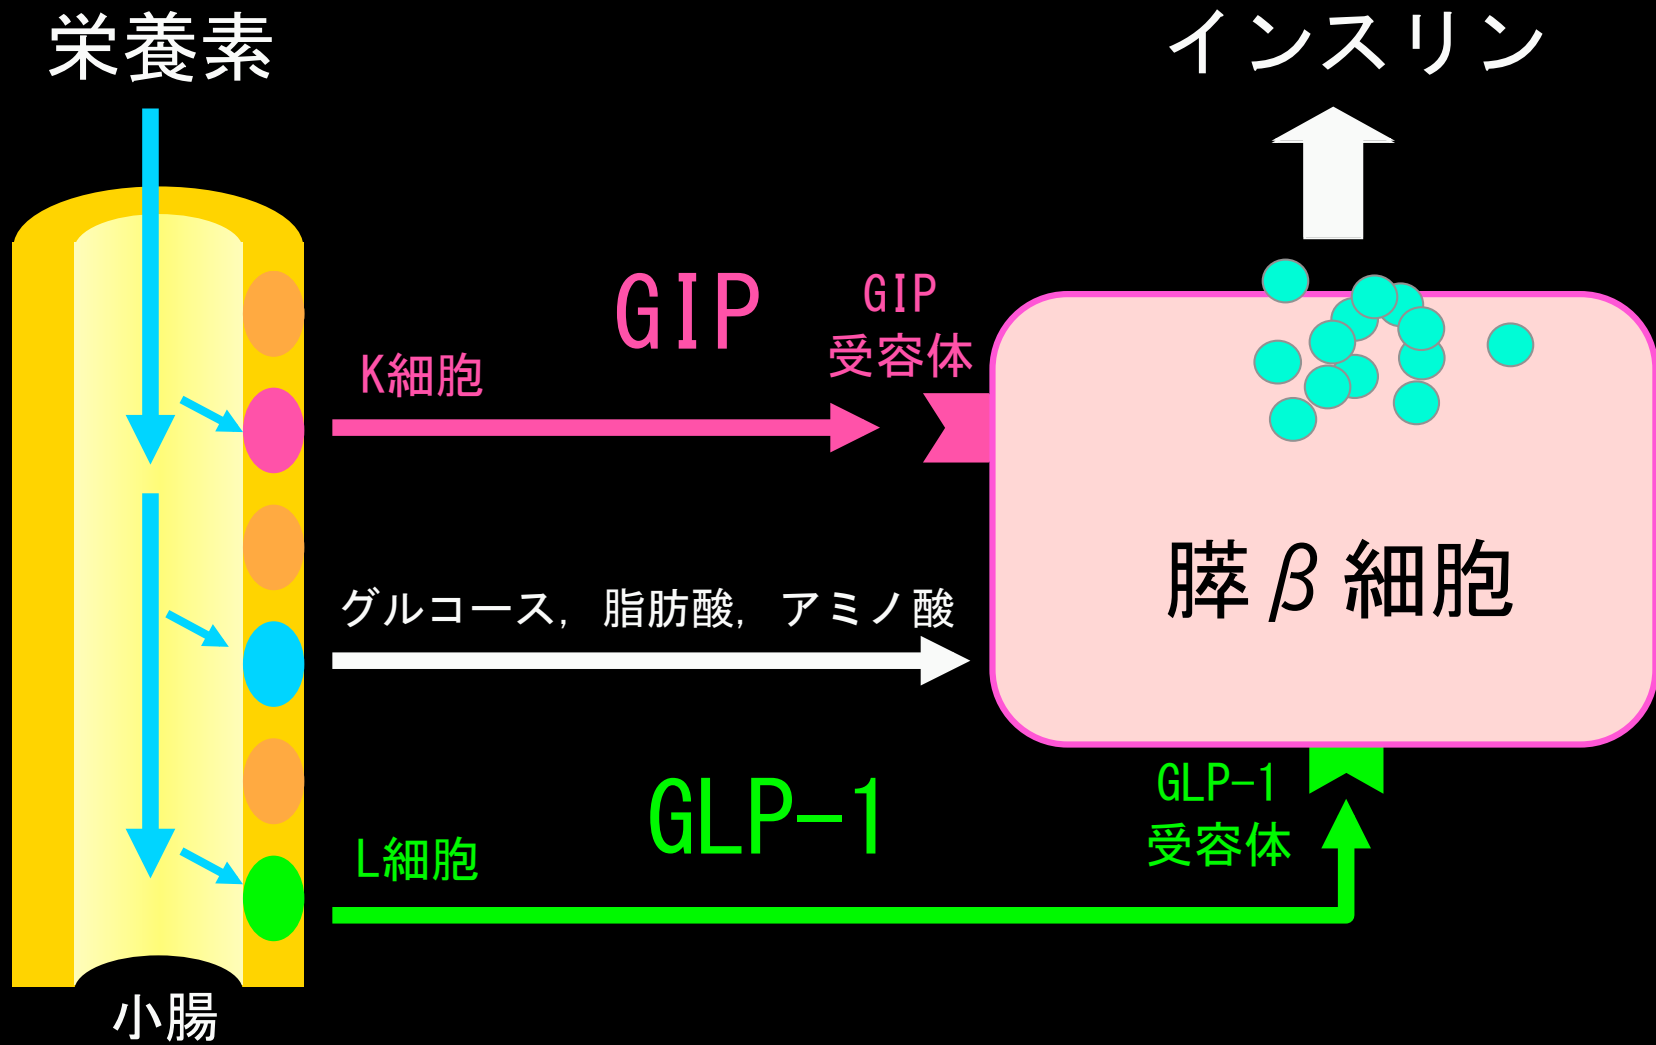 栄養素
インスリン
GIP
GIP
受容体
K細胞
膵β細胞
グルコース, 脂肪酸, アミノ酸
GLP-1
GLP-1
受容体
L細胞
小腸